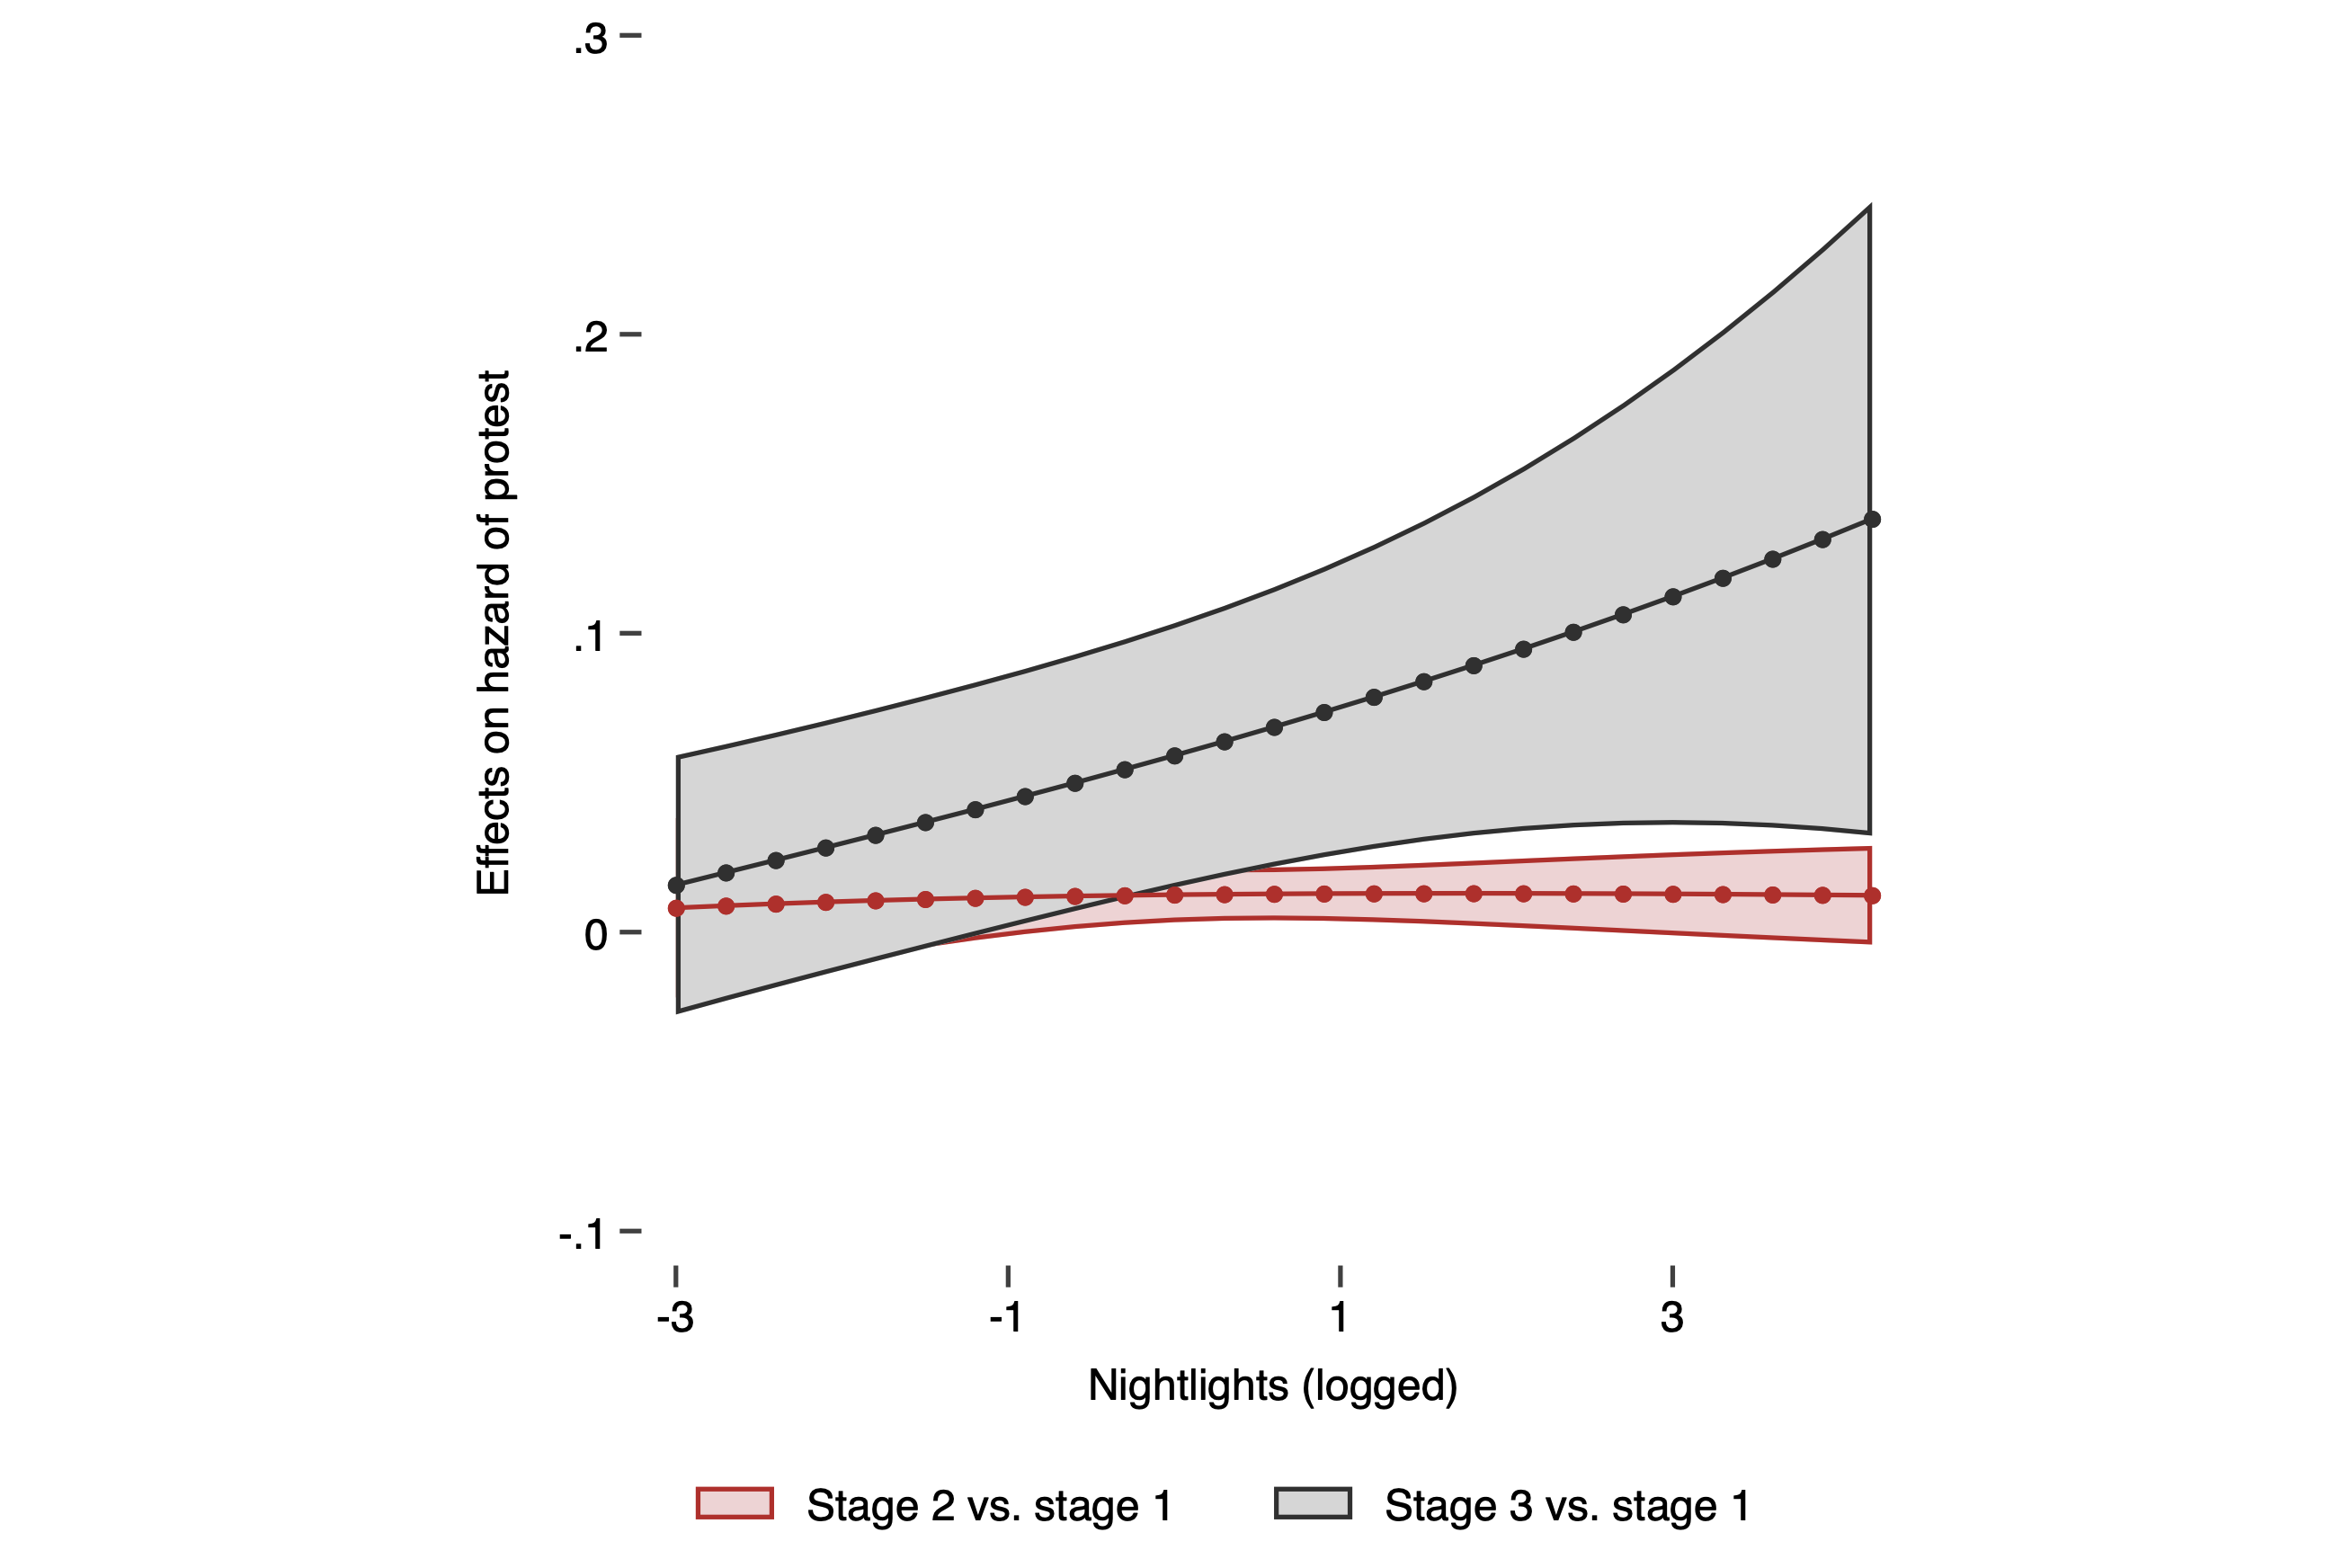 .3
.2
.1
0
-.1
Effects on hazard of protest
-3 -1 1 3
Nightlights (logged)
Stage 2 vs. stage 1 Stage 3 vs. stage 1